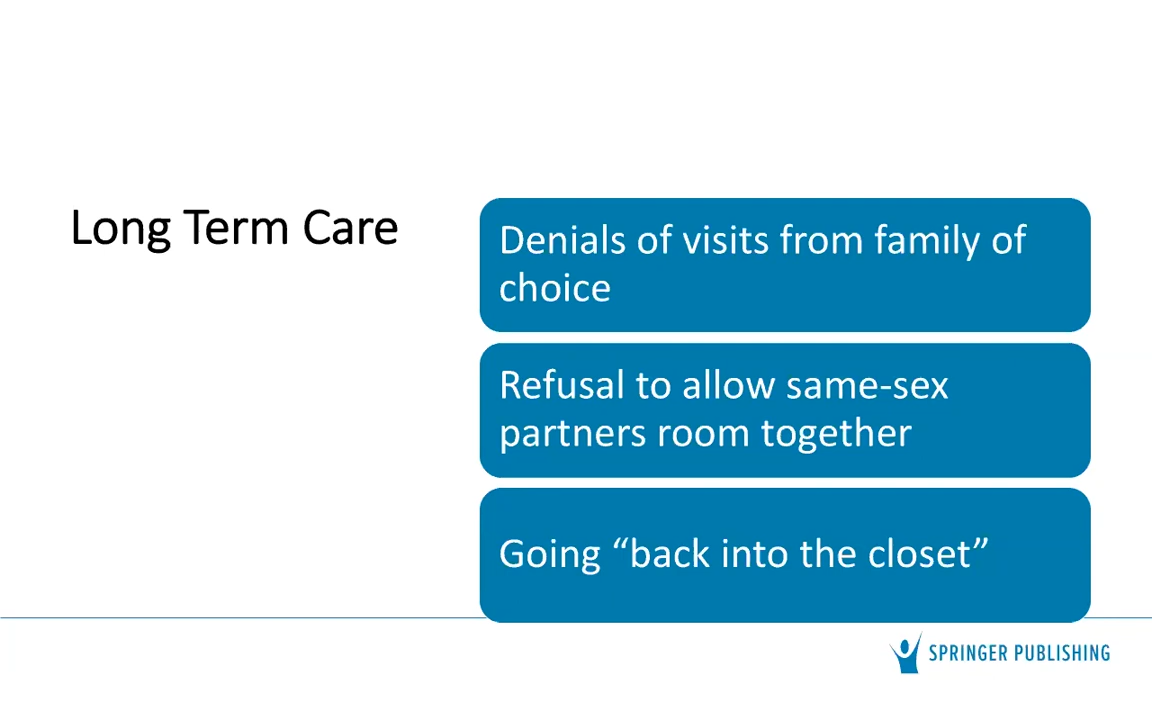 Long Term Care
Denials of visits from family of
choice
Refusal to allow same-sex
partners room together
Going “back into the closet”
SPRINGER PUBLISHING